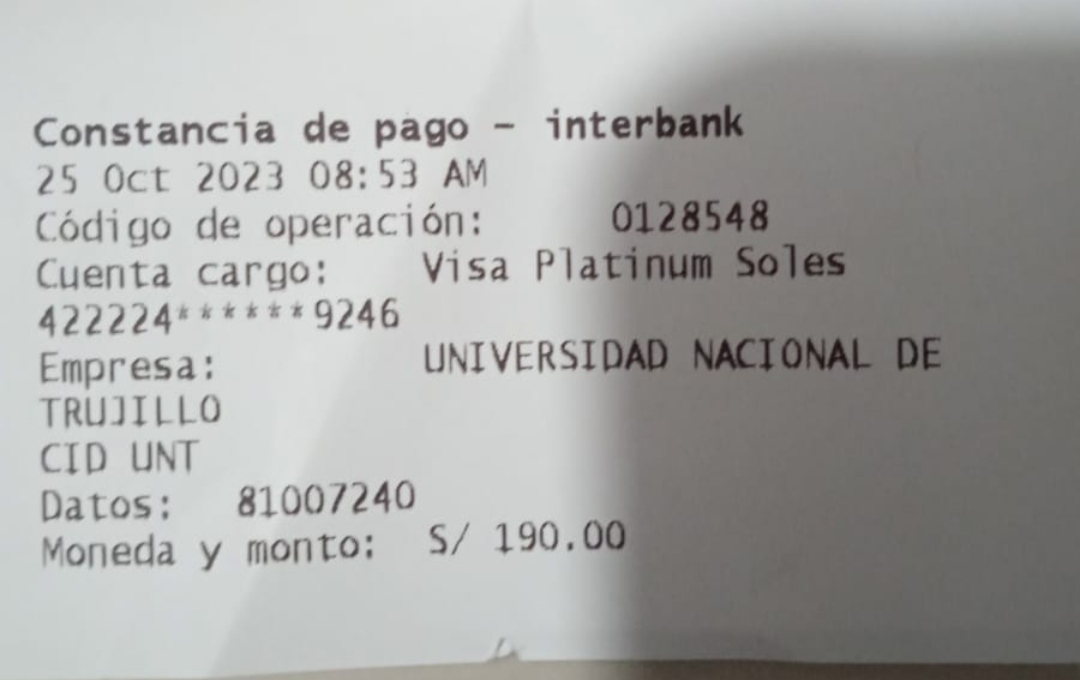 Constancia de pago - interbank
25 Oct 2023 08:53 AM
Código de operación: 0128548
Cuenta cargo: Visa Platinum Soles
422224******9246
Empresa: UNIVERSIDAD NACIONAL DE
TRUJILLO
CID UNT
Datos: 81007240
Moneda y monto: S/ 190.00